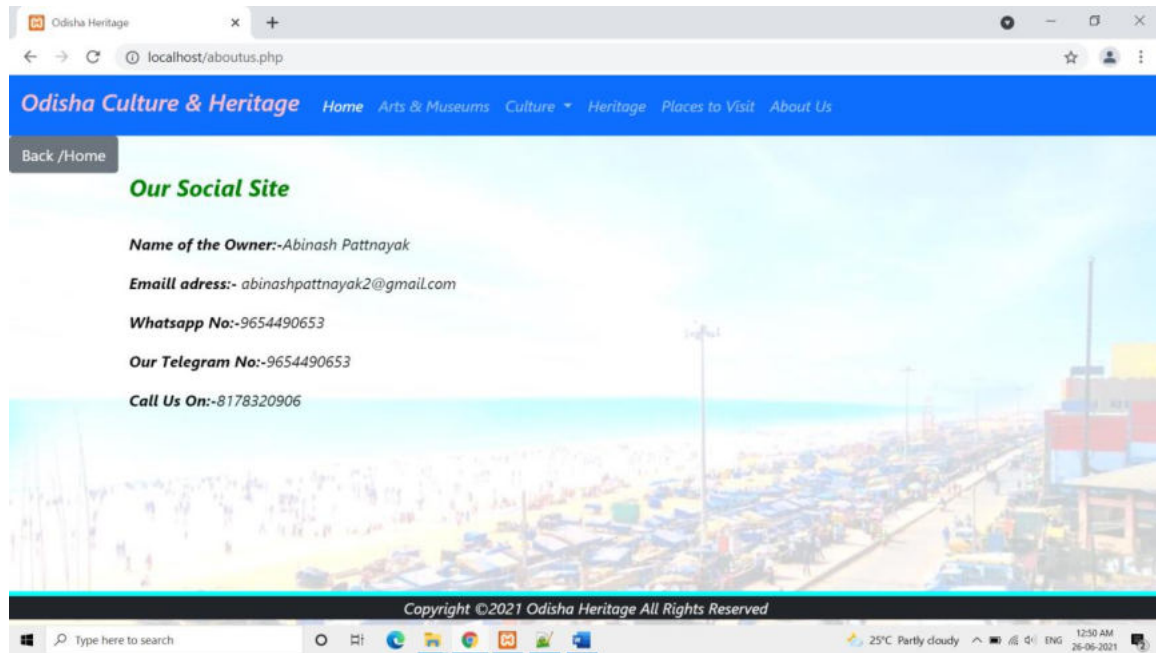 Odisha Heritage
localhost/aboutus.php
Odisha Culture & Heritage Home Arts & Museums Culture Heritage Places to Visit About Us
Back /Home
Our Social Site
Name of the Owner:-Abinash Pattnayak
Emaill adress:- abinashpattnayak2@gmail.com
Whatsapp No:-9654490653
Our Telegram No:-9654490653
Call Us On:-8178320906
Copyright ©2021 Odisha Heritage All Rights Reserved
Type here to search 25°C Partly cloudy ENG 12:50 AM
26-06-2021